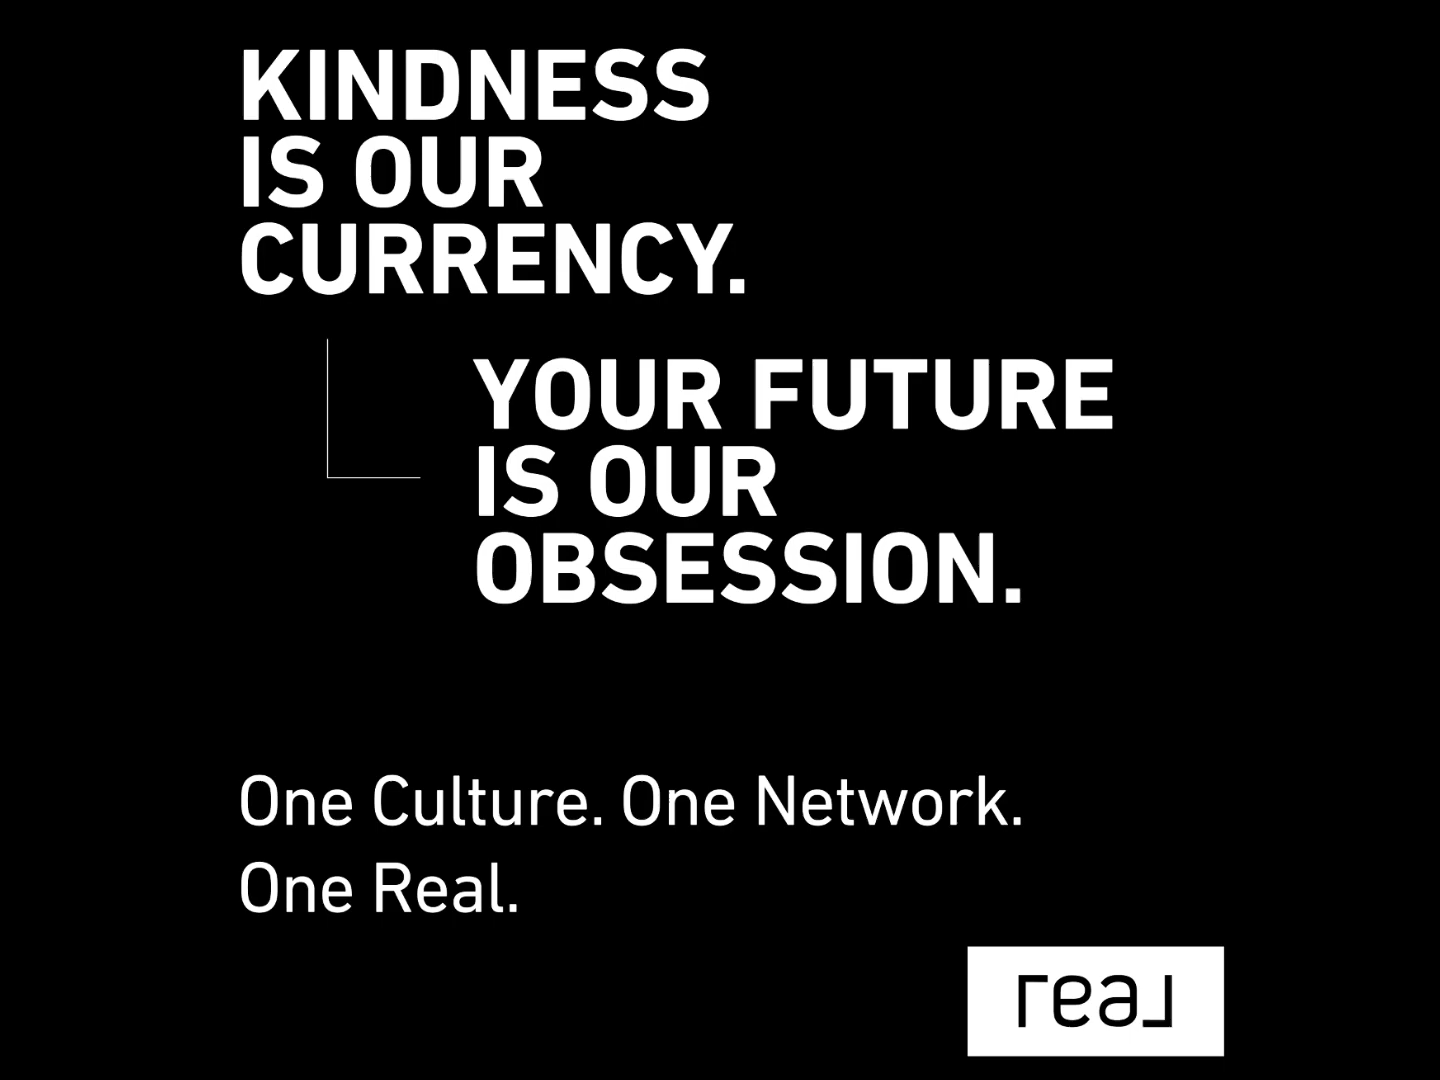 KINDNESS
IS OUR
CURRENCY.
YOUR FUTURE
IS OUR
OBSESSION.
One Culture. One Network.
One Real.
real